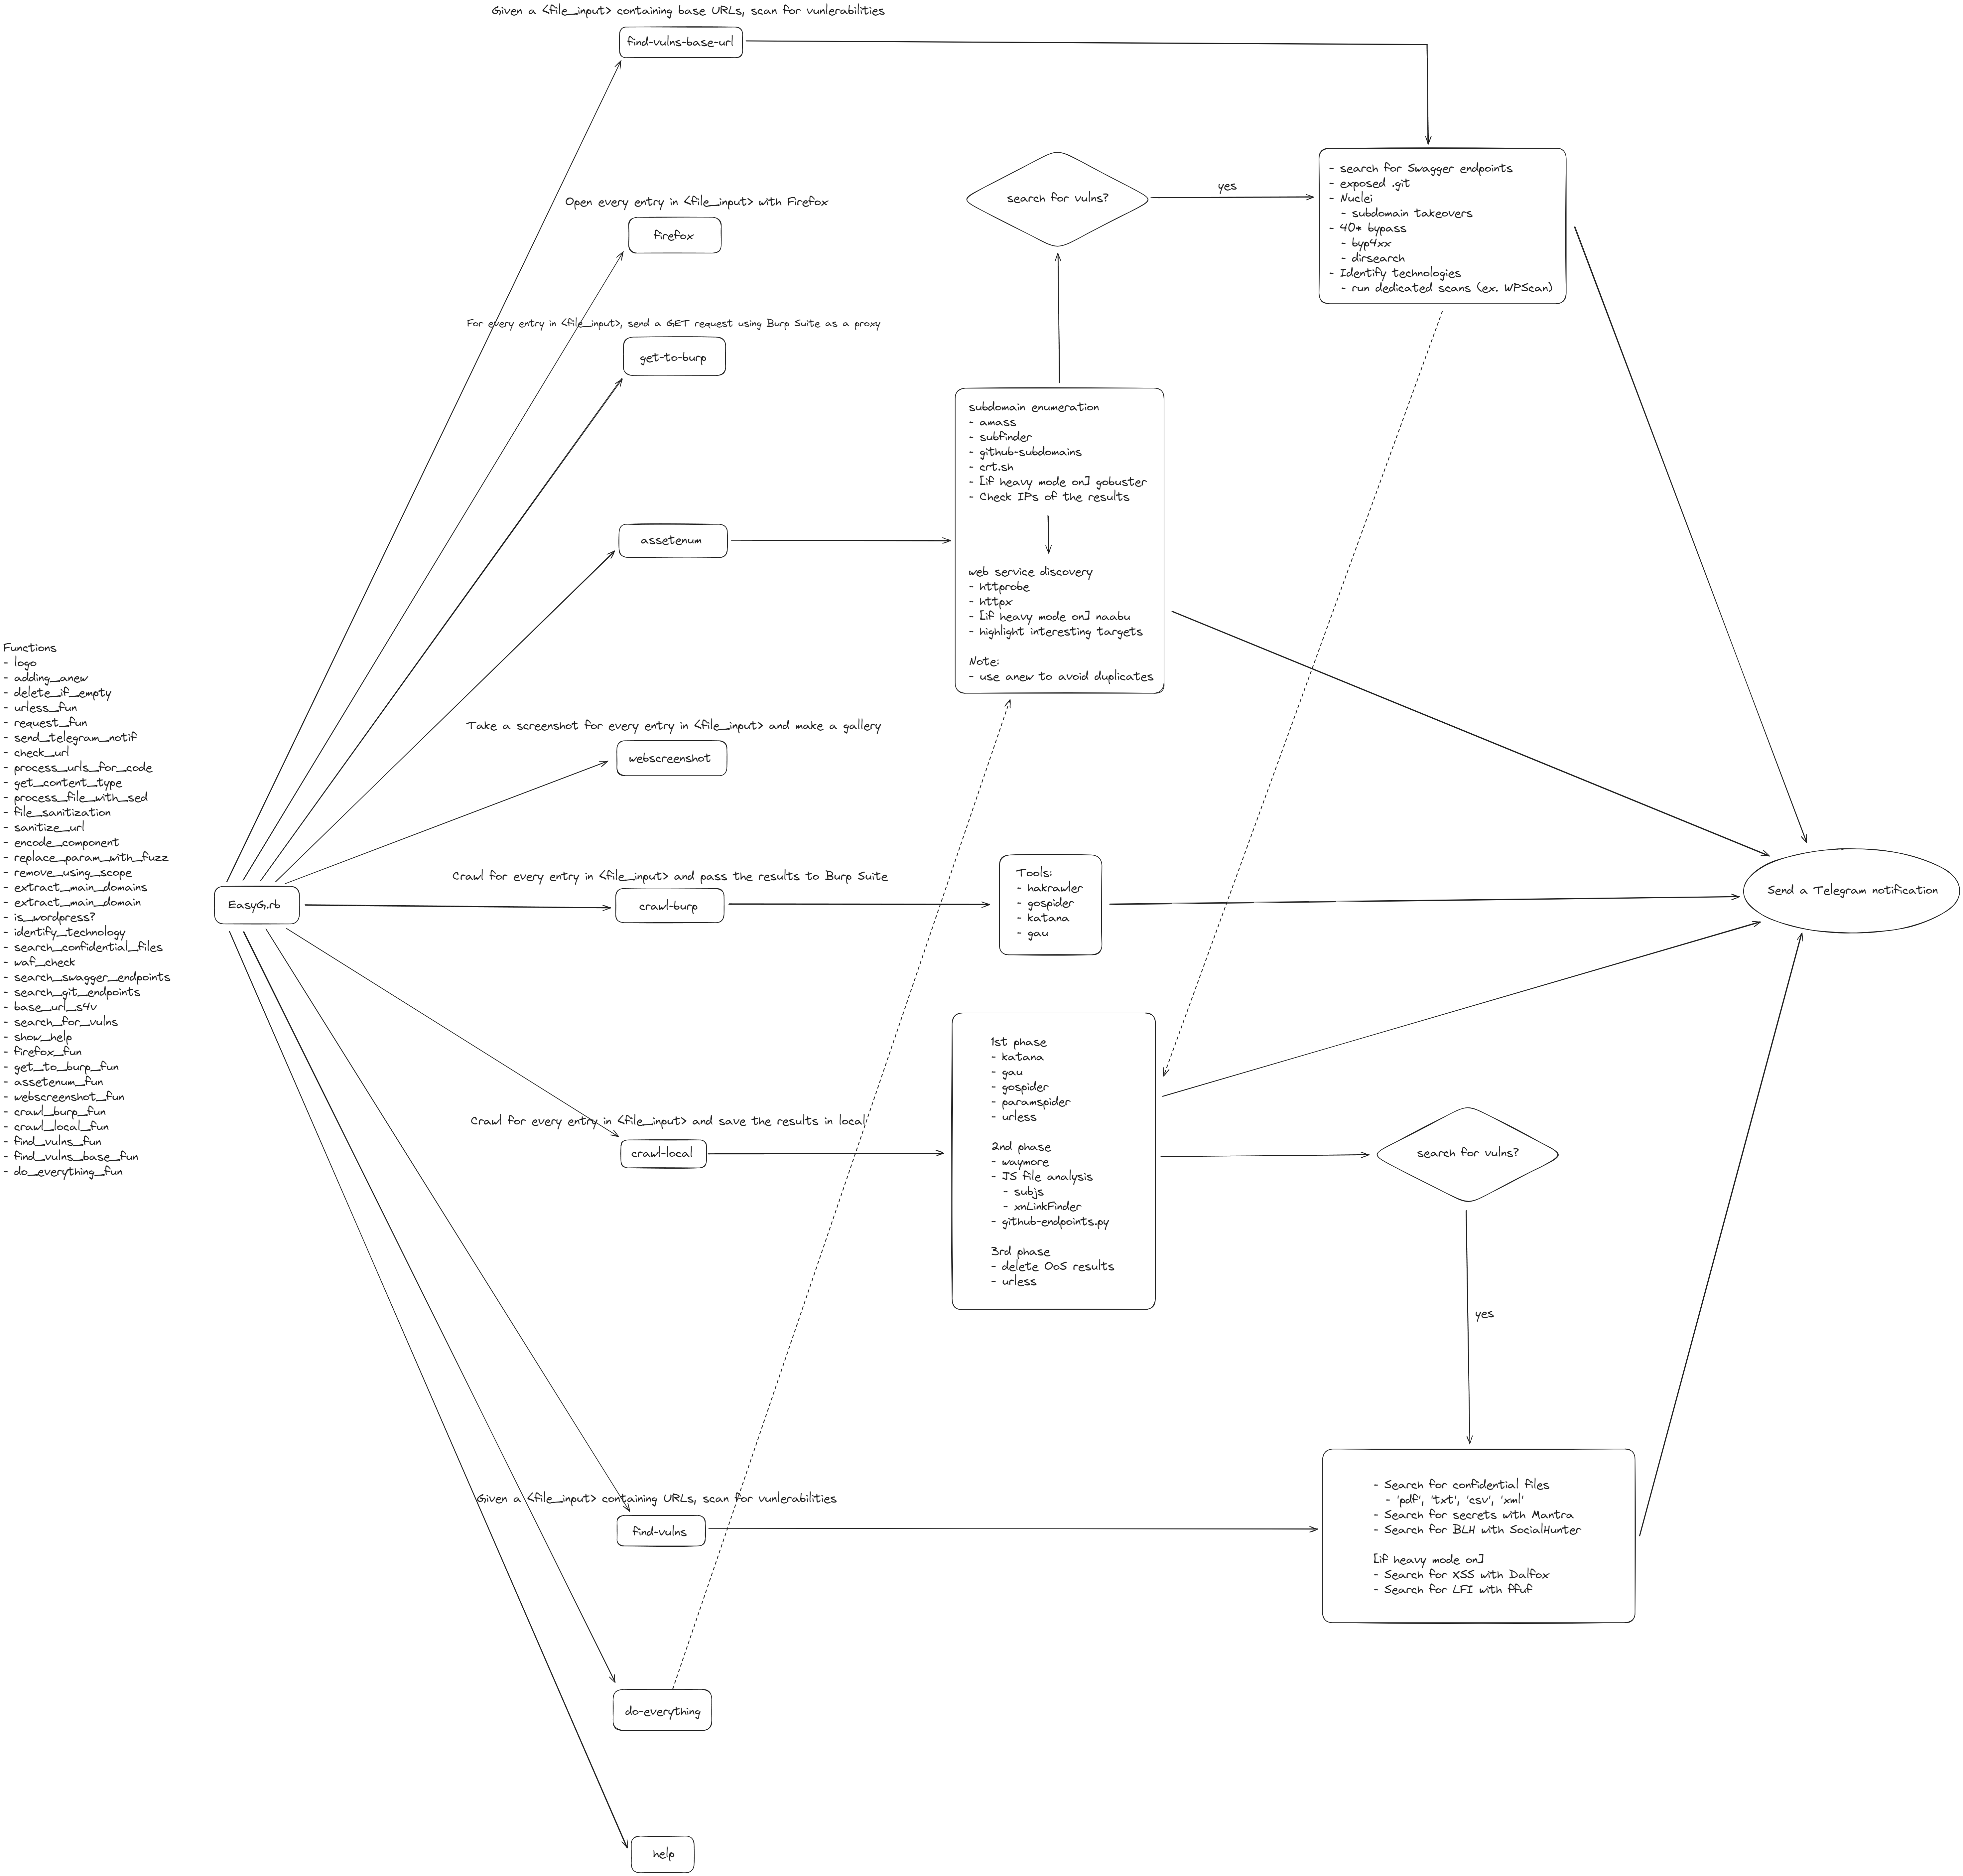 Given a <file_input> containing base URLs, scan for vunlerabilities
find-vulns-base-url
Open every entry in <file_input> with Firefox
firefox
For every entry in <file_input>, send a GET request using Burp Suite as a proxy
get-to-burp
search for vulns?
yes
- search for Swagger endpoints
- exposed .git
- Nuclei
- subdomain takeovers
- 40* bypass
- byp4xx
- dirsearch
- Identify technologies
- run dedicated scans (ex. WPScan)
subdomain enumeration
- amass
- subfinder
- github-subdomains
- crt.sh
- [if heavy mode on] gobuster
- Check IPs of the results
web service discovery
- httprobe
- httpx
- [if heavy mode on] naabu
- highlight interesting targets
Note:
- use anew to avoid duplicates
assetenum
Functions
- logo
- adding_anew
- delete_if_empty
- urless_fun
- request_fun
- send_telegram_notif
- check_url
- process_urls_for_code
- get_content_type
- process_file_with_sed
- file_sanitization
- sanitize_url
- encode_component
- replace_param_with_fuzz
- remove_using_scope
- extract_main_domains
- extract_main_domain
- is_wordpress?
- identify_technology
- search_confidential_files
- waf_check
- search_swagger_endpoints
- search_git_endpoints
- base_url_s4v
- search_for_vulns
- show_help
- firefox_fun
- get_to_burp_fun
- assetenum_fun
- webscreenshot_fun
- crawl_burp_fun
- crawl_local_fun
- find_vulns_fun
- find_vulns_base_fun
- do_everything_fun
EasyG.rb
Take a screenshot for every entry in <file_input> and make a gallery
webscreenshot
Crawl for every entry in <file_input> and pass the results to Burp Suite
crawl-burp
Tools:
- hakrawler
- gospider
- katana
- gau
Send a Telegram notification
Crawl for every entry in <file_input> and save the results in local
crawl-local
1st phase
- katana
- gau
- gospider
- paramspider
- urless
2nd phase
- waymore
- JS file analysis
- subjs
- xnLinkFinder
- github-endpoints.py
3rd phase
- delete OoS results
- urless
search for vulns?
yes
Given a <file_input> containing URLs, scan for vunlerabilities
find-vulns
- Search for confidential files
- 'pdf', 'txt', 'csv', 'xml'
- Search for secrets with Mantra
- Search for BLH with SocialHunter
[if heavy mode on]
- Search for XSS with Dalfox
- Search for LFI with ffuf
do-everything
help